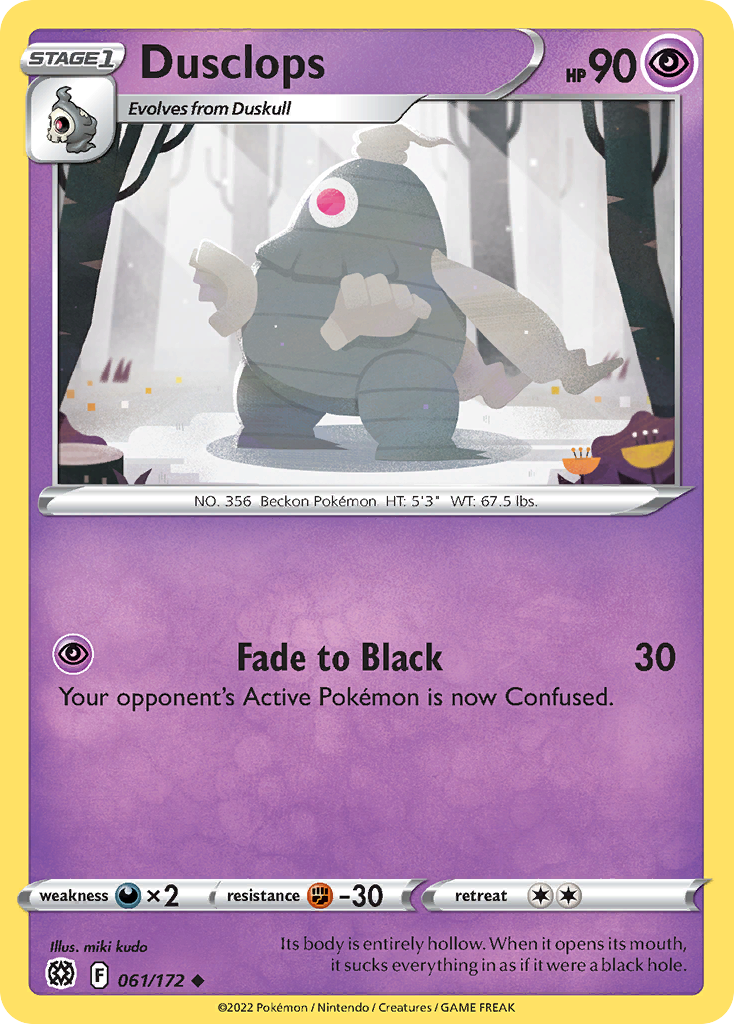 STAGE1
Dusclops
HP 90
Evolves from Duskull
NO. 356 Beckon Pokémon HT: 5'3" WT: 67.5 lbs.
Fade to Black 30
Your opponent's Active Pokémon is now Confused.
weakness ×2 resistance -30 retreat
Illus. miki kudo
Its body is entirely hollow. When it opens its mouth,
it sucks everything in as if it were a black hole.
F 061/172
©2022 Pokémon / Nintendo / Creatures / GAME FREAK